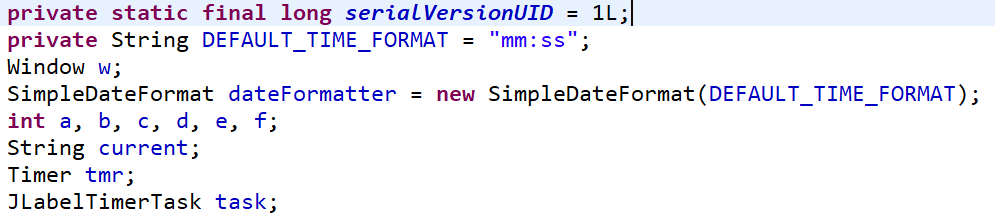 private static final long serialVersionUID = 1L;
private String DEFAULT_TIME_FORMAT = "mm:ss";
Window w;
SimpleDateFormat dateFormatter = new SimpleDateFormat(DEFAULT_TIME_FORMAT);
int a, b, c, d, e, f;
String current;
Timer tmr;
JLabelTimerTask task;